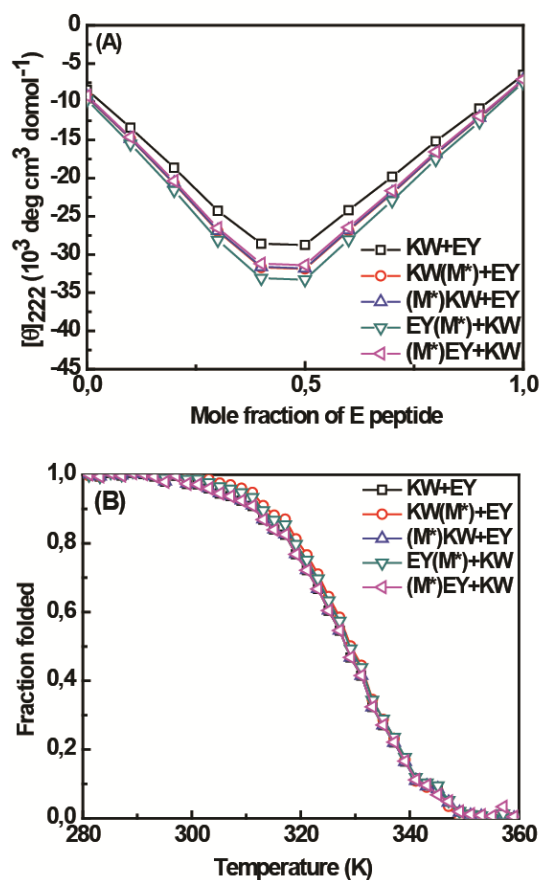 (A)
0
-5
-10
-15
-20
-25
-30
-35
-40
-45
[θ]222 (10³ deg cm³ domol⁻¹)
KW+EY
KW(M*)+EY
(M*)KW+EY
EY(M*)+KW
(M*)EY+KW
0,0 0,5 1,0
Mole fraction of E peptide
(B)
1,0
0,8
0,6
0,4
0,2
0,0
Fraction folded
KW+EY
KW(M*)+EY
(M*)KW+EY
EY(M*)+KW
(M*)EY+KW
280 300 320 340 360
Temperature (K)